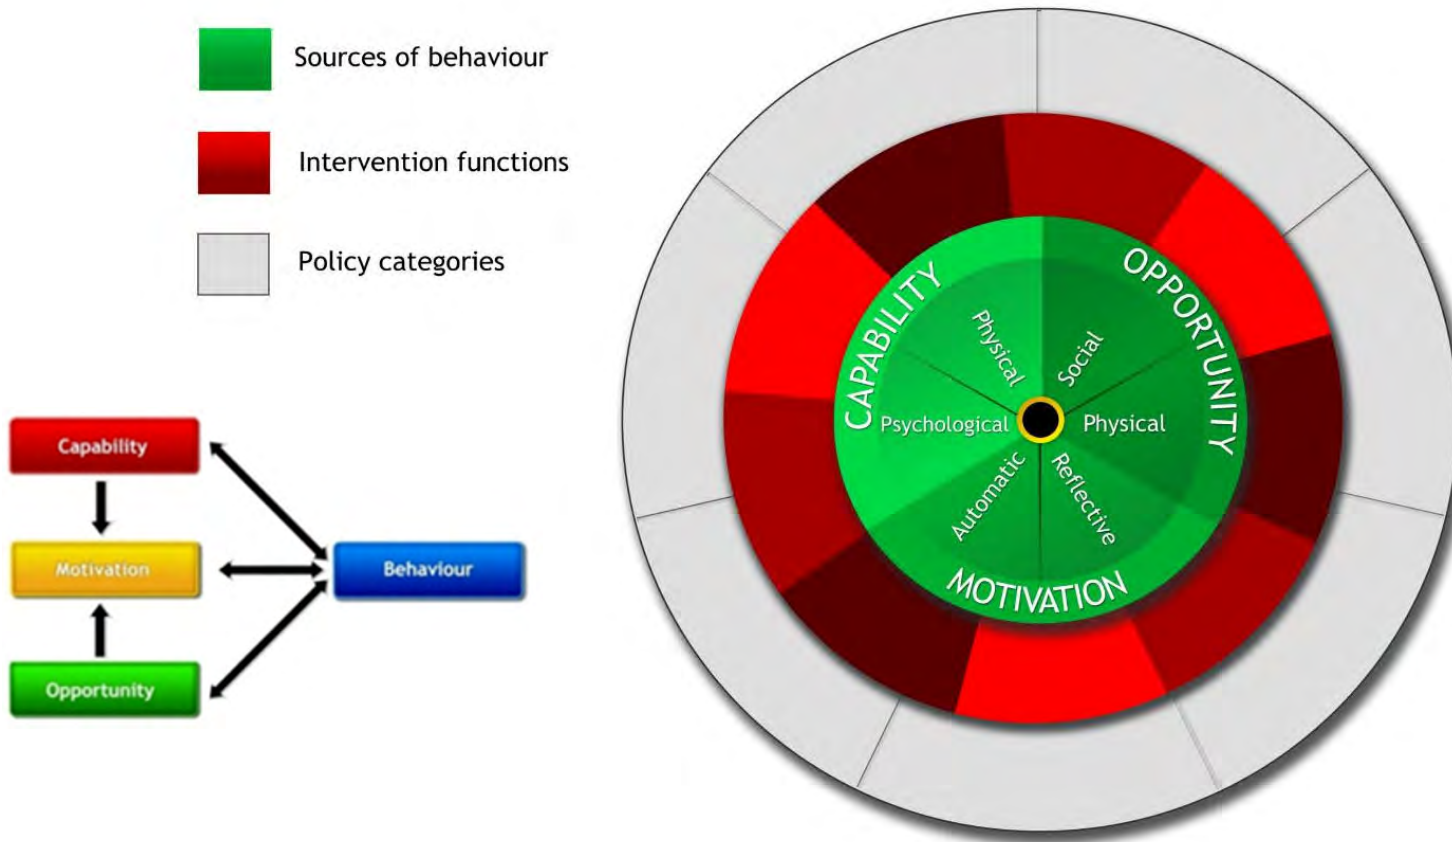 Sources of behaviour
Intervention functions
Policy categories
Capability
Motivation
Opportunity
Behaviour
CAPABILITY
OPPORTUNITY
MOTIVATION
Physical
Social
Psychological
Physical
Automatic
Reflective